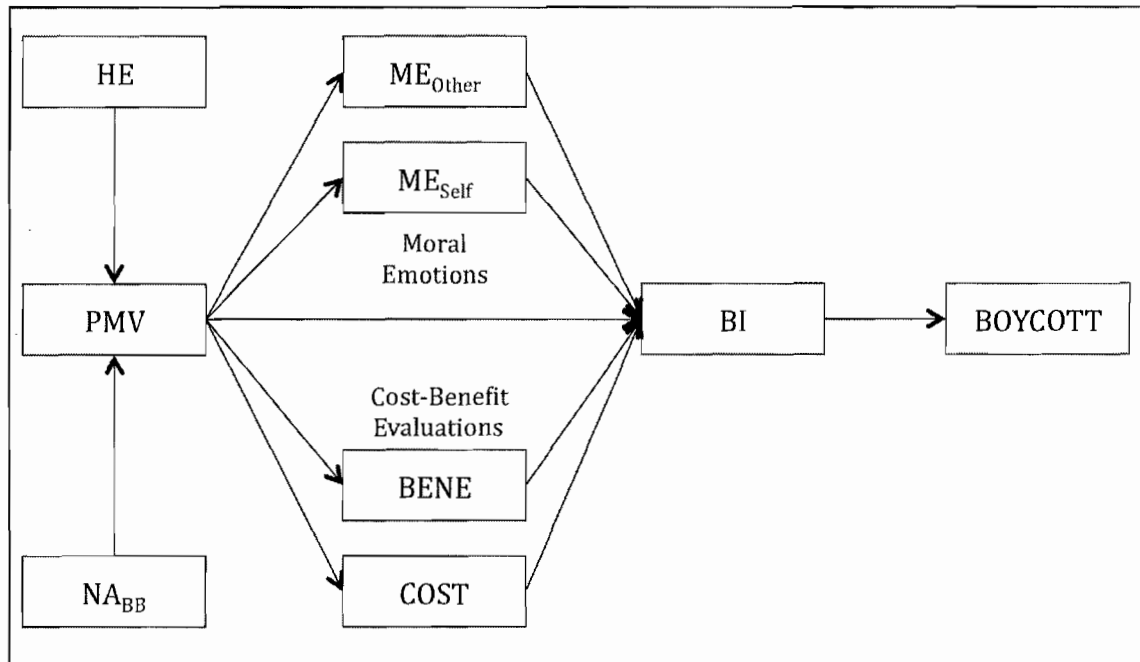 HE
ME_Other
ME_Self
Moral
Emotions
PMV
BI
BOYCOTT
Cost-Benefit
Evaluations
BENE
NA_BB
COST